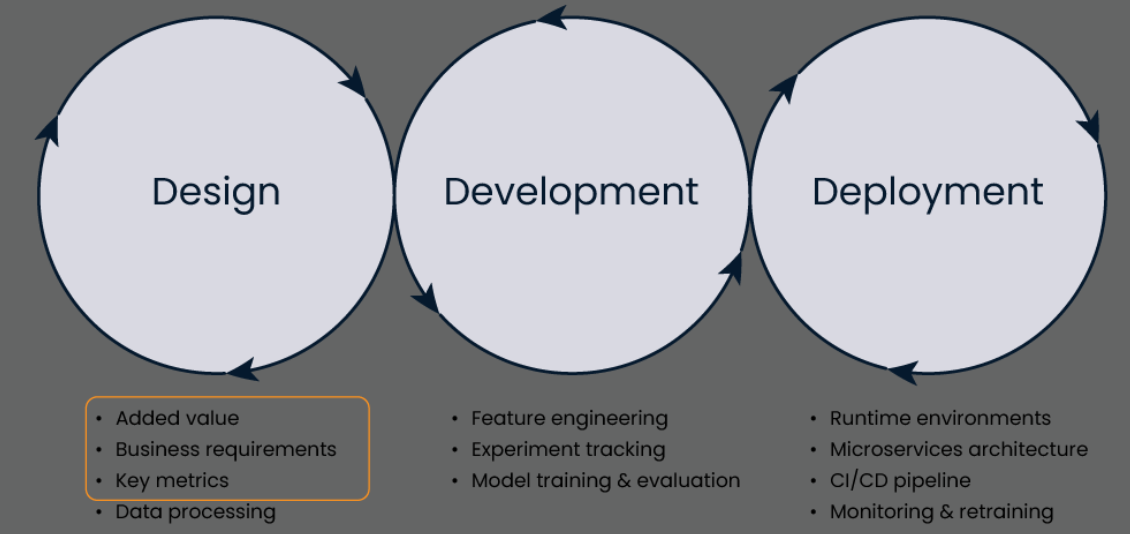 Design
Development
Deployment
• Added value
• Business requirements
• Key metrics
• Data processing
• Feature engineering
• Experiment tracking
• Model training & evaluation
• Runtime environments
• Microservices architecture
• CI/CD pipeline
• Monitoring & retraining